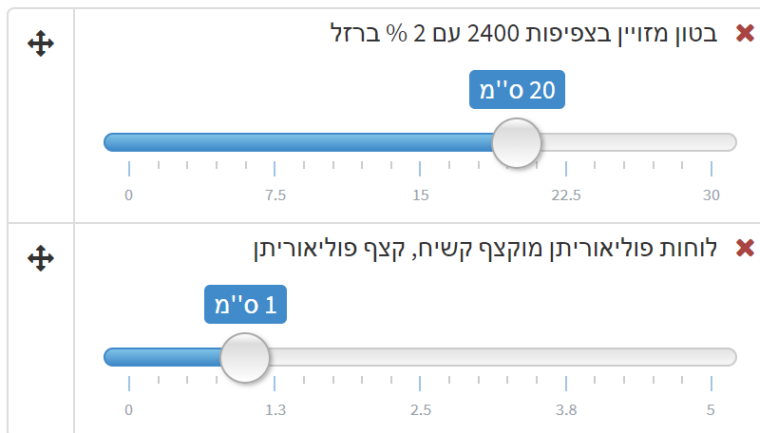 בטון מזויין בצפיפות 2400 עם 2 % ברזל
20 ס''מ
0 7.5 15 22.5 30
לוחות פוליאוריתן מוקצף קשיח, קצף פוליאוריתן
1 ס''מ
0 1.3 2.5 3.8 5